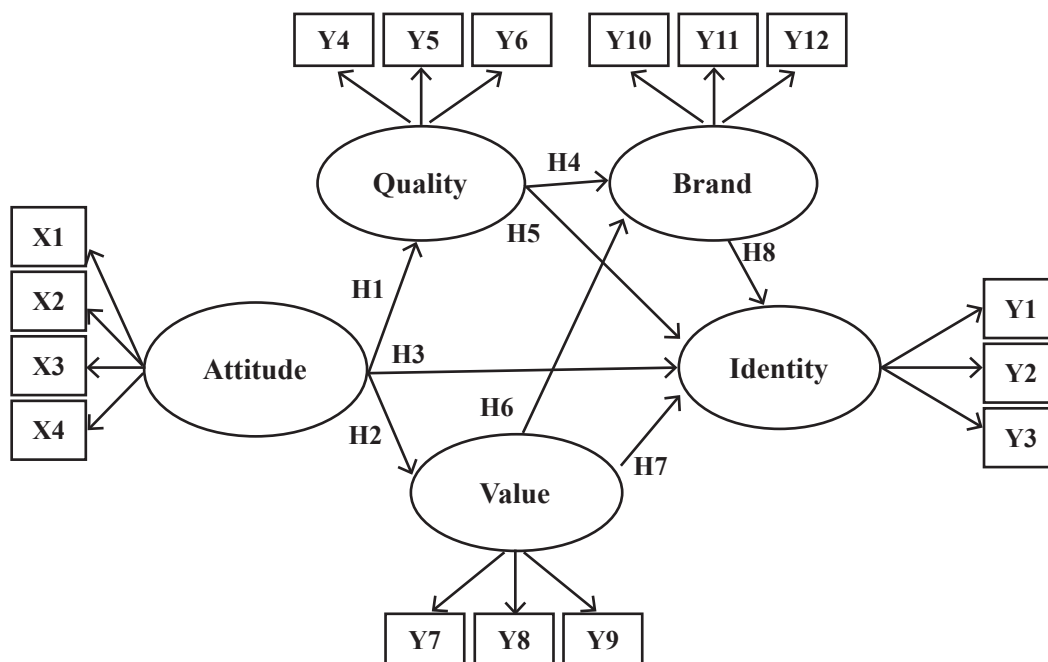 Y4 Y5 Y6 Y10 Y11 Y12
H4
Quality Brand
X1
H5
H8
X2
H1
Y1
X3
H3
Attitude Identity
Y2
X4
H2
H6
Y3
H7
Value
Y7 Y8 Y9